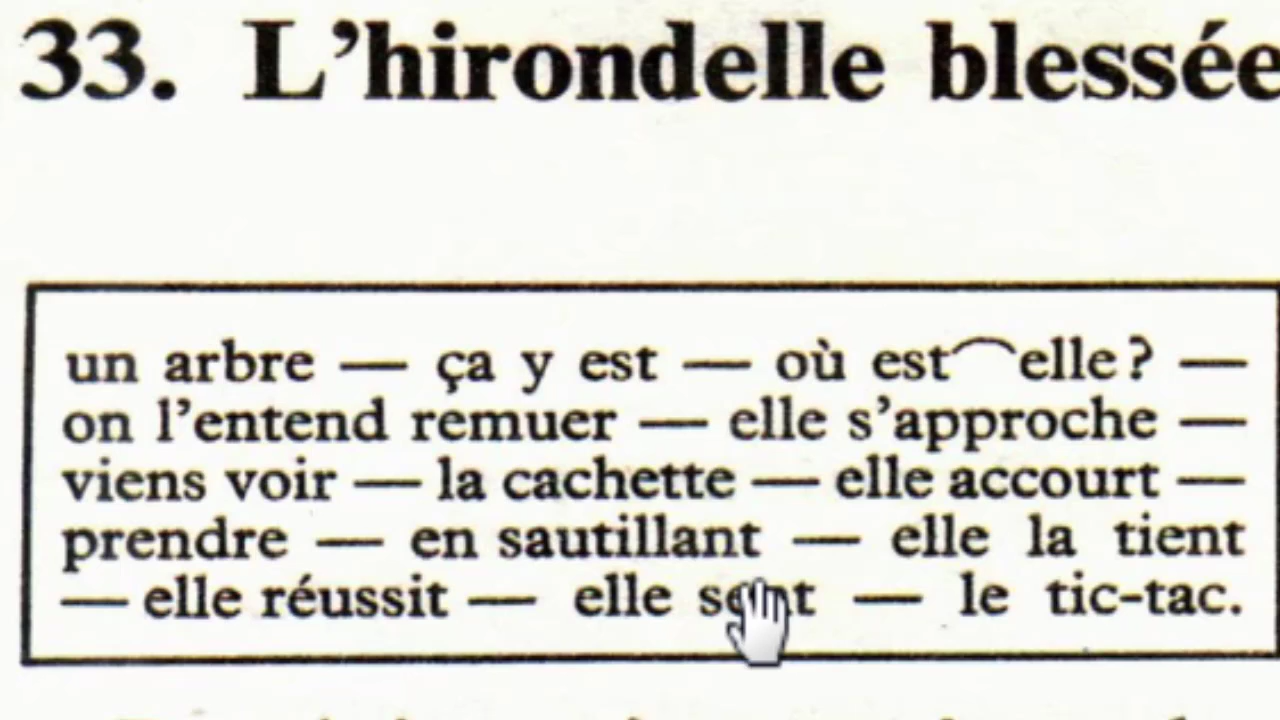 33. L'hirondelle blessée
un arbre — ça y est — où est‿elle ? —
on l'entend remuer — elle s'approche —
viens voir — la cachette — elle accourt —
prendre — en sautillant — elle la tient
— elle réussit — elle sent — le tic-tac.